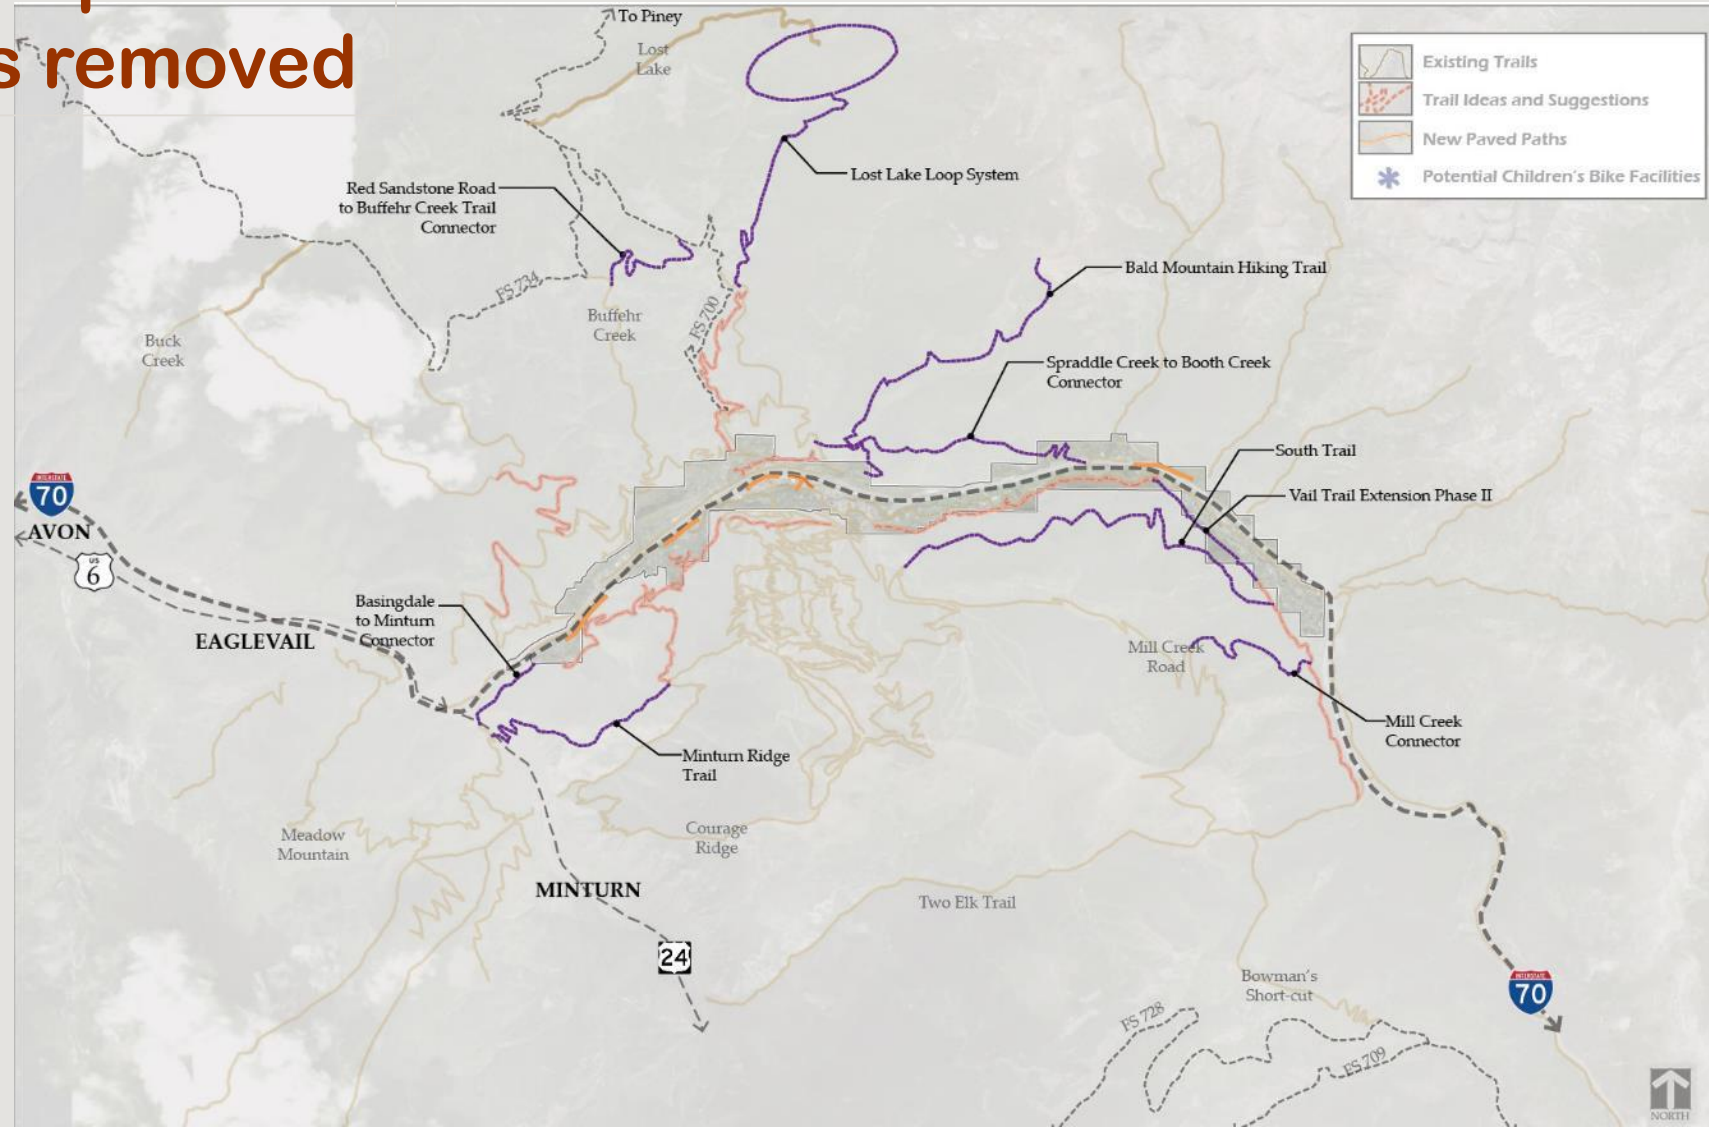 s removed
To Piney
Lost
Lake
Existing Trails
Trail Ideas and Suggestions
New Paved Paths
Potential Children's Bike Facilities
Lost Lake Loop System
Red Sandstone Road
to Buffehr Creek Trail
Connector
Bald Mountain Hiking Trail
FS 734
FS 700
Buffehr
Creek
Buck
Creek
Spraddle Creek to Booth Creek
Connector
South Trail
Vail Trail Extension Phase II
INTERSTATE
70
AVON
US
6
Basingdale
to Minturn
Connector
EAGLEVAIL
Mill Creek
Road
Mill Creek
Connector
Minturn Ridge
Trail
Meadow
Mountain
Courage
Ridge
MINTURN
Two Elk Trail
24
Bowman's
Short-cut
INTERSTATE
70
FS 728
FS 709
NORTH